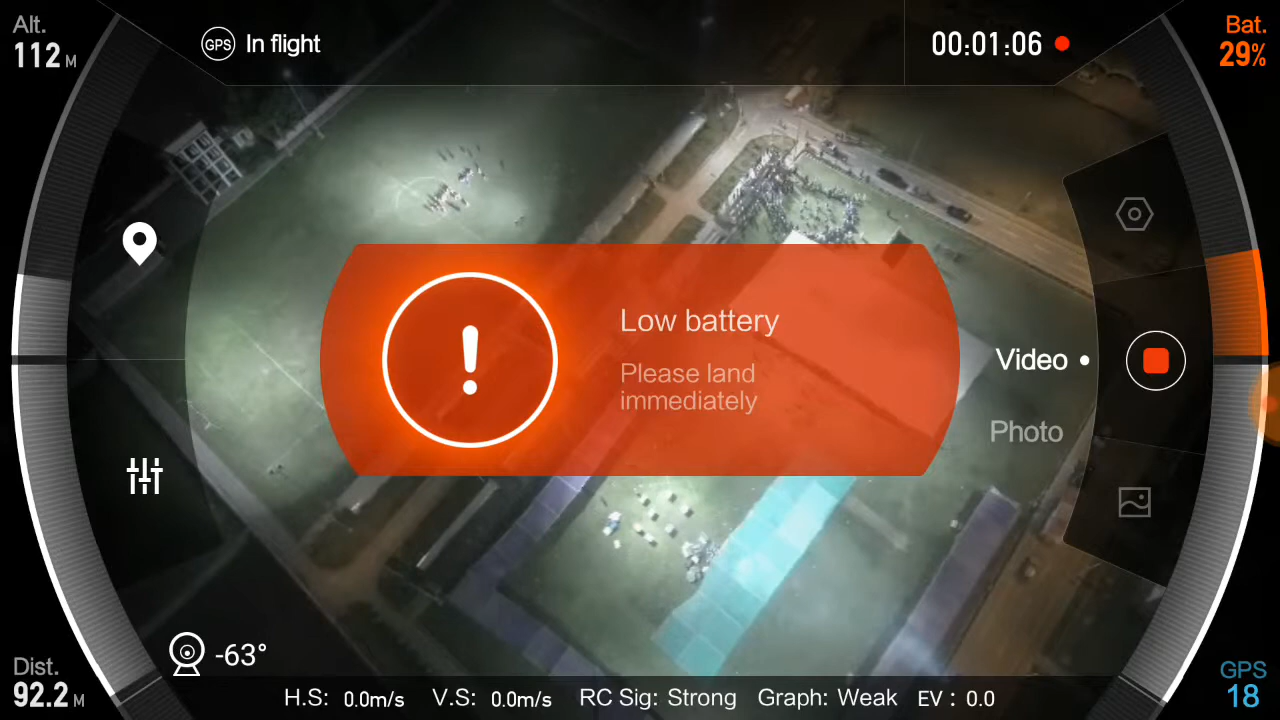 Alt.
112 M
GPS In flight
00:01:06
Bat.
29%
Low battery
Please land
immediately
Video
Photo
-63°
Dist.
92.2 M
H.S: 0.0m/s V.S: 0.0m/s RC Sig: Strong Graph: Weak EV : 0.0
GPS
18